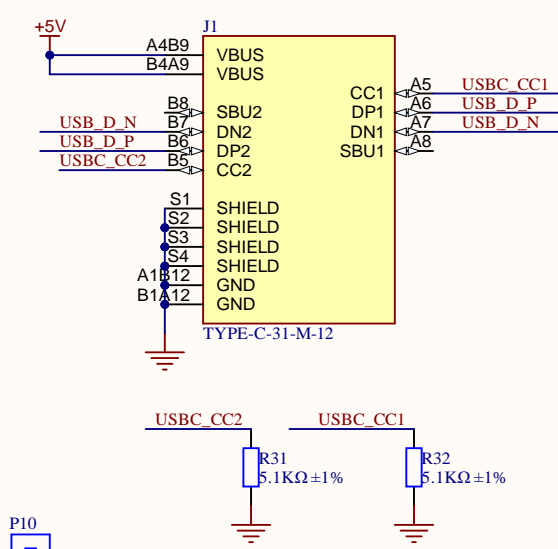 +5V
J1
A4B9 VBUS
B4A9 VBUS
CC1 A5 USBC_CC1
B8 SBU2 DP1 A6 USB_D_P
USB_D_N B7 DN2 DN1 A7 USB_D_N
USB_D_P B6 DP2 SBU1 A8
USBC_CC2 B5 CC2
S1 SHIELD
S2 SHIELD
S3 SHIELD
S4 SHIELD
A1B12 GND
B1A12 GND
TYPE-C-31-M-12
USBC_CC2 USBC_CC1
R31 R32
5.1KΩ ±1% 5.1KΩ ±1%
P10